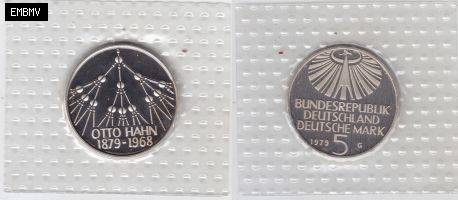 EMBMV
OTTO HAHN
1879-1968
BUNDESREPUBLIK
DEUTSCHLAND
DEUTSCHE MARK
1979 5 G